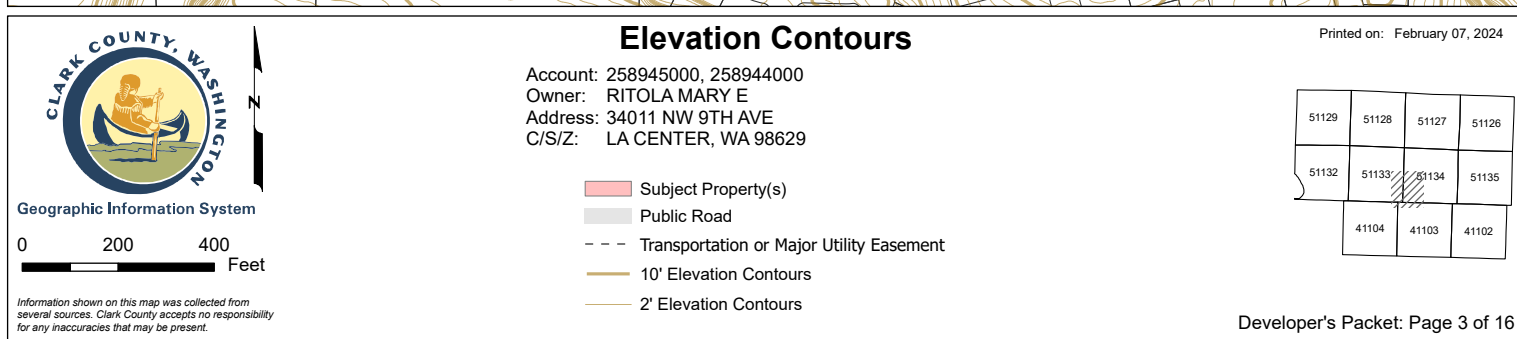 CLARK COUNTY, WASHINGTON
N
Geographic Information System
0 200 400
Feet
Information shown on this map was collected from
several sources. Clark County accepts no responsibility
for any inaccuracies that may be present.
Elevation Contours
Account: 258945000, 258944000
Owner: RITOLA MARY E
Address: 34011 NW 9TH AVE
C/S/Z: LA CENTER, WA 98629
Subject Property(s)
Public Road
Transportation or Major Utility Easement
10' Elevation Contours
2' Elevation Contours
Printed on: February 07, 2024
51129 51128 51127 51126
51132 51133 51134 51135
41104 41103 41102
Developer's Packet: Page 3 of 16